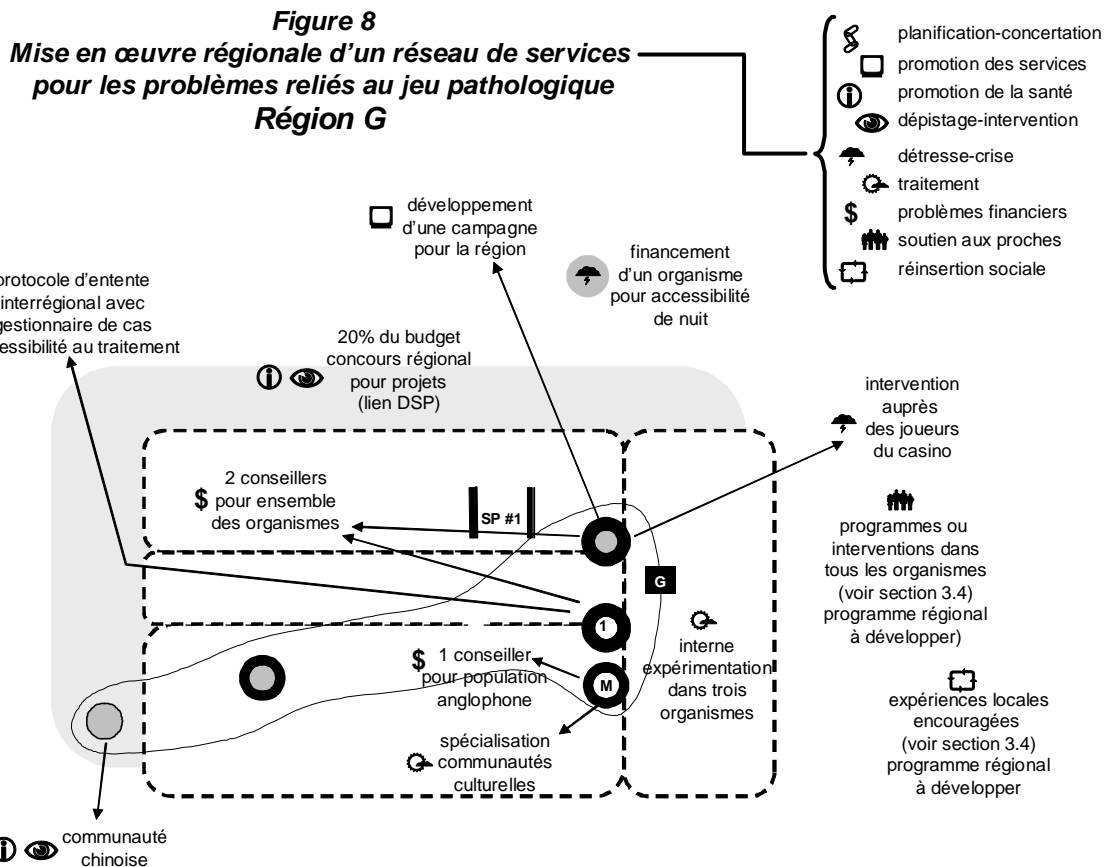 Figure 8
Mise en œuvre régionale d'un réseau de services
pour les problèmes reliés au jeu pathologique
Région G
planification-concertation
promotion des services
promotion de la santé
dépistage-intervention
détresse-crise
traitement
$ problèmes financiers
soutien aux proches
réinsertion sociale
développement
d'une campagne
pour la région
financement
d'un organisme
pour accessibilité
de nuit
protocole d'entente
interrégional avec
gestionnaire de cas
au traitement
20% du budget
concours régional
pour projets
(lien DSP)
intervention
auprès
des joueurs
du casino
2 conseillers
$ pour ensemble
des organismes
SP #1
G
1
M
programmes ou
interventions dans
tous les organismes
(voir section 3.4)
programme régional
à développer)
interne
expérimentation
dans trois
organismes
$ 1 conseiller
pour population
anglophone
spécialisation
communautés
culturelles
expériences locales
encouragées
(voir section 3.4)
programme régional
à développer
communauté
chinoise